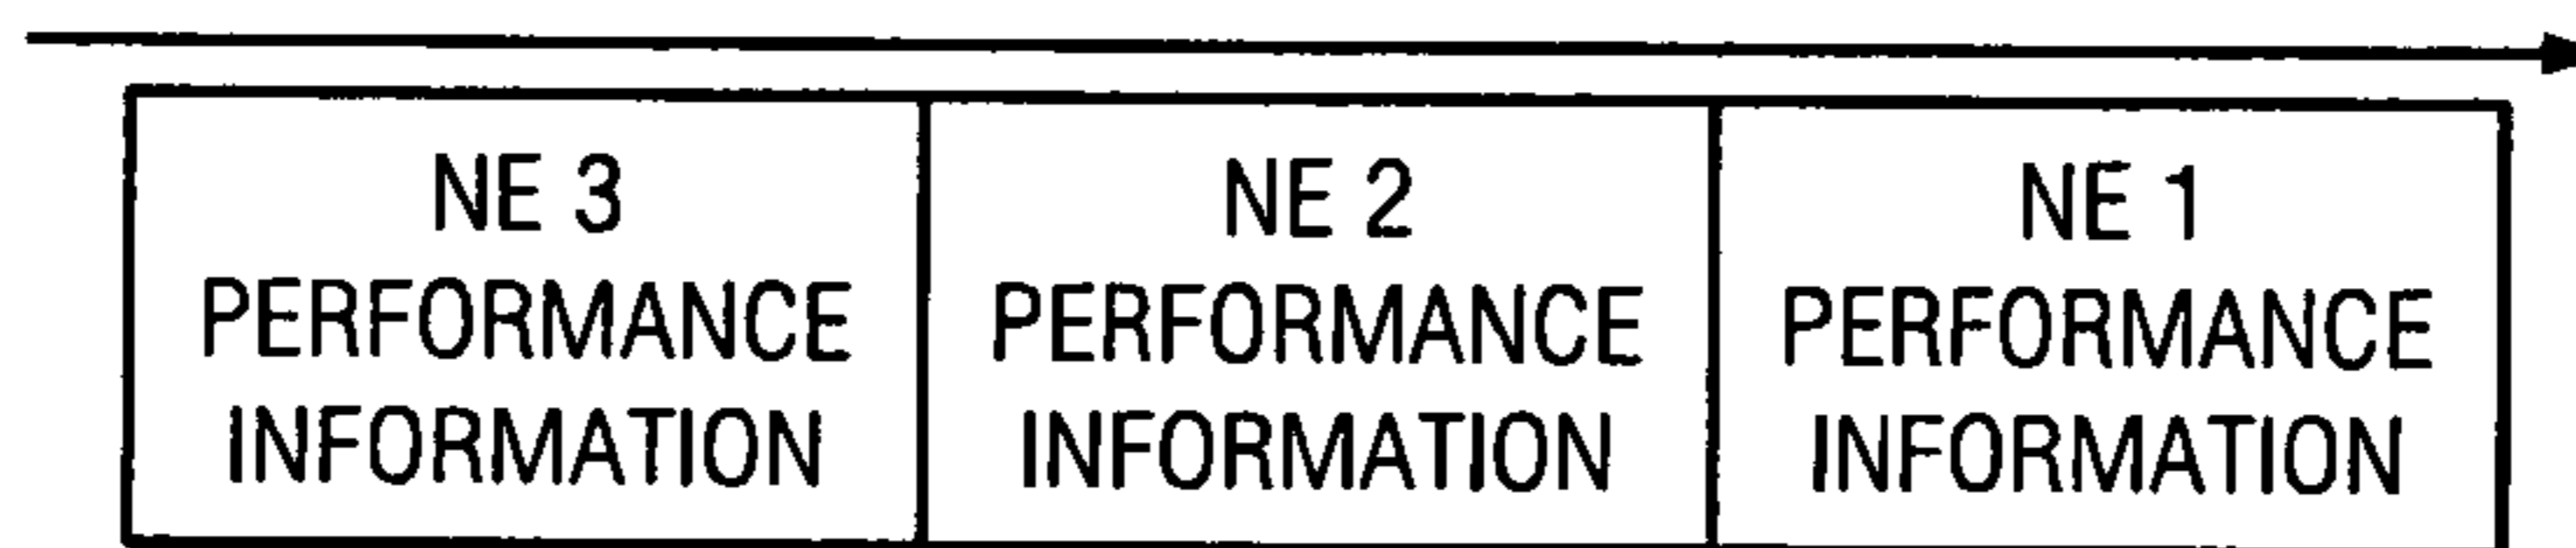 NE 3
PERFORMANCE
INFORMATION
NE 2
PERFORMANCE
INFORMATION
NE 1
PERFORMANCE
INFORMATION